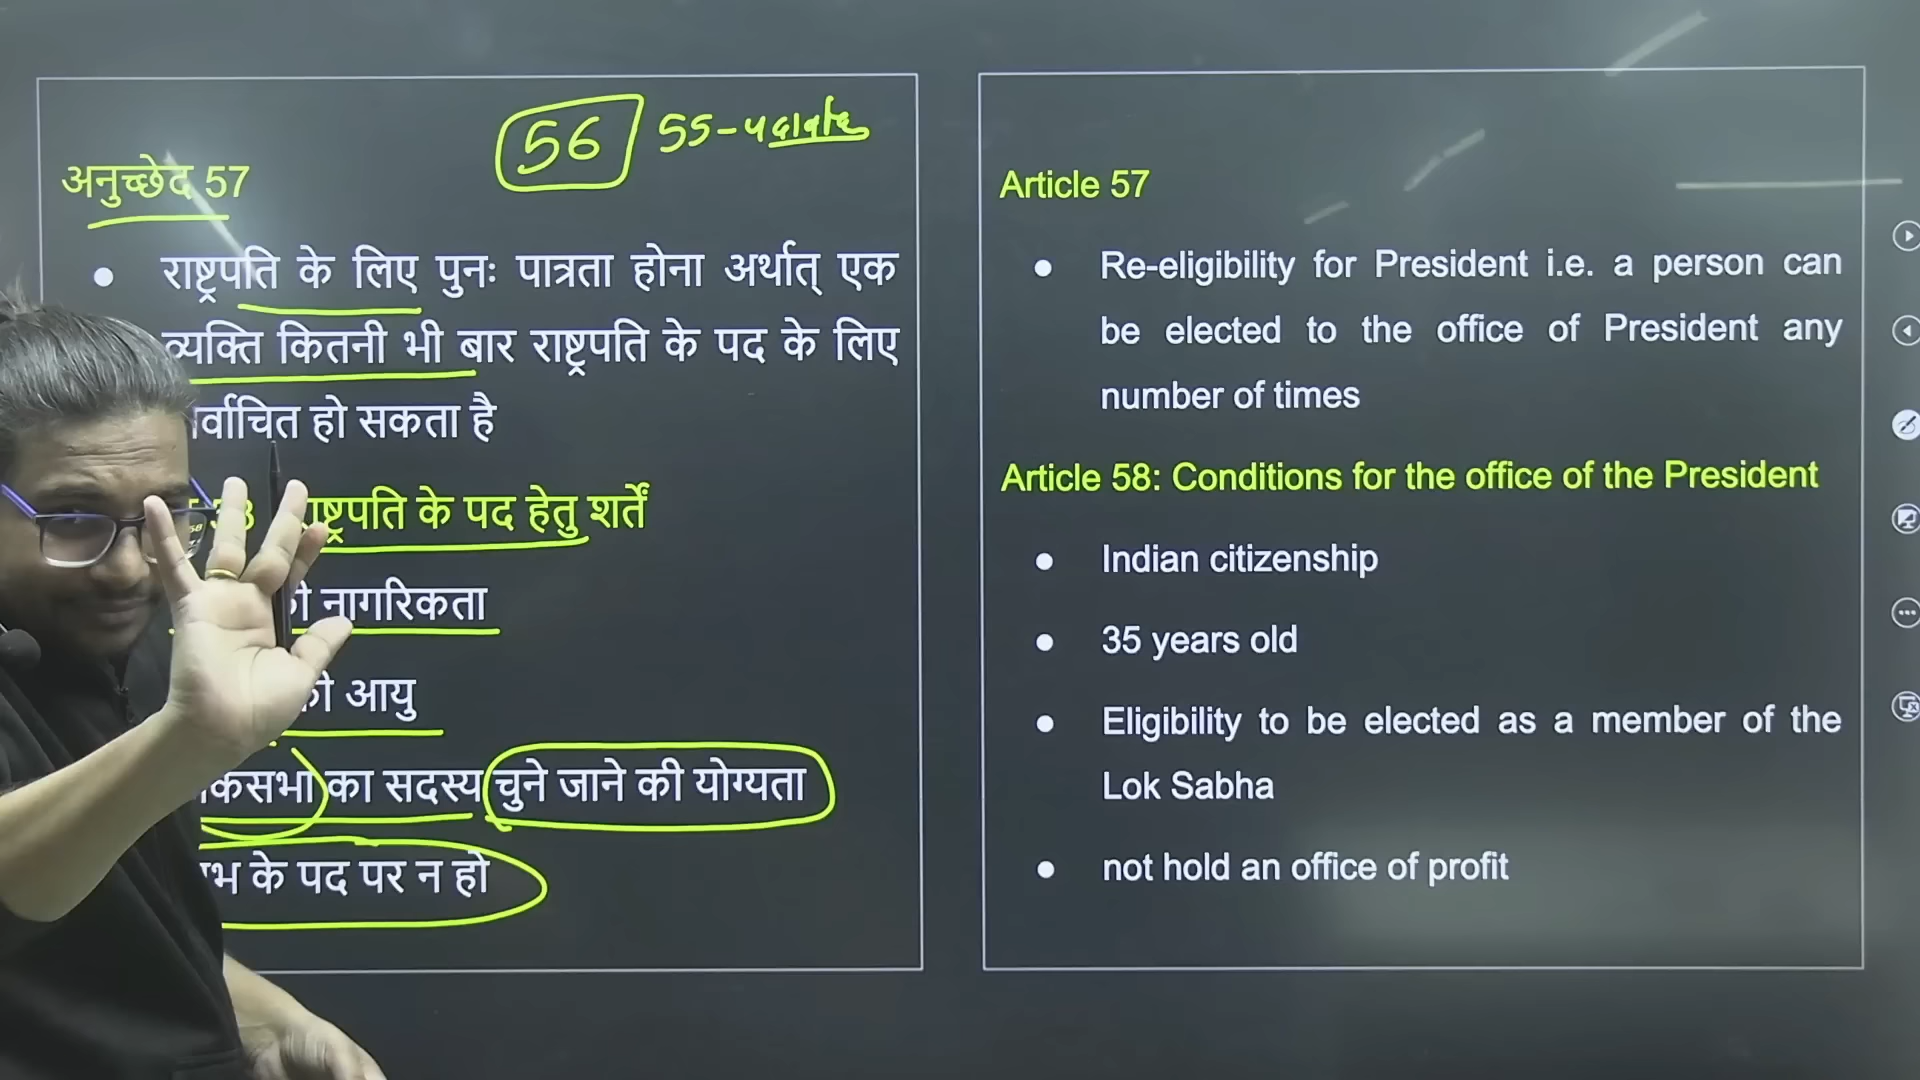 56 55-पदावधि
अनुच्छेद 57
राष्ट्रपति के लिए पुनः पात्रता होना अर्थात् एक
व्यक्ति कितनी भी बार राष्ट्रपति के पद के लिए
हो सकता है
के पद हेतु शर्तें
नागरिकता
आयु
का सदस्य चुने जाने की योग्यता
के पद पर न हो
Article 57
Re-eligibility for President i.e. a person can
be elected to the office of President any
number of times
Article 58: Conditions for the office of the President
Indian citizenship
35 years old
Eligibility to be elected as a member of the
Lok Sabha
not hold an office of profit